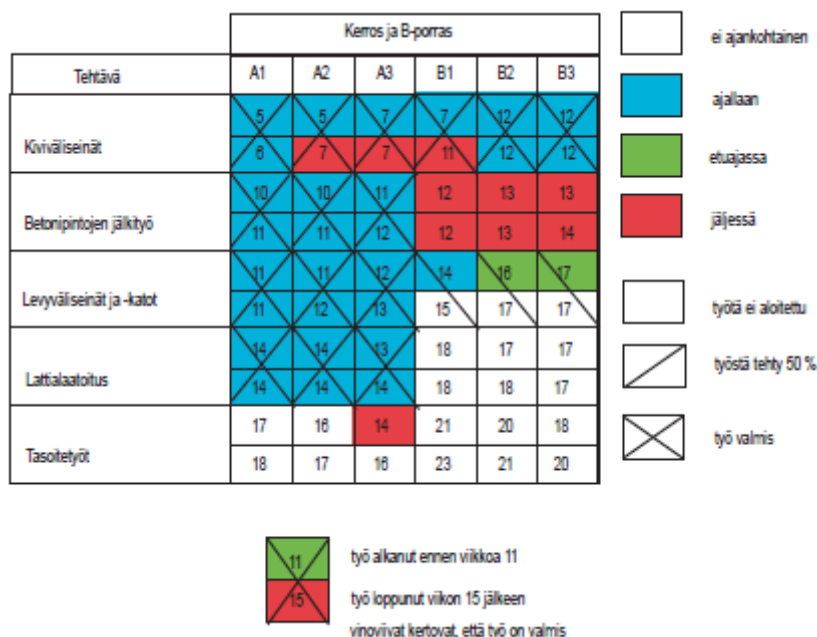 Kerros ja B-porras
Tehtävä A1 A2 A3 B1 B2 B3
5 5 7 7 12 12
Kiviväliseinät
6 7 7 11 12 12
10 10 11 12 13 13
Betonipintojen jälkityö
11 11 12 12 13 14
11 11 12 14 16 17
Levyväliseinät ja -katot
11 12 13 15 17 17
14 14 13 18 17 17
Lattialaatoitus
14 14 14 18 18 17
17 16 14 21 20 18
Tasoitetyöt
18 17 16 23 21 20
ei ajankohtainen
ajallaan
etuajassa
jäljessä
työtä ei aloitettu
työstä tehty 50 %
työ valmis
11 työ alkanut ennen viikkoa 11
15 työ loppunut viikon 15 jälkeen
vinoviivat kertovat, että työ on valmis